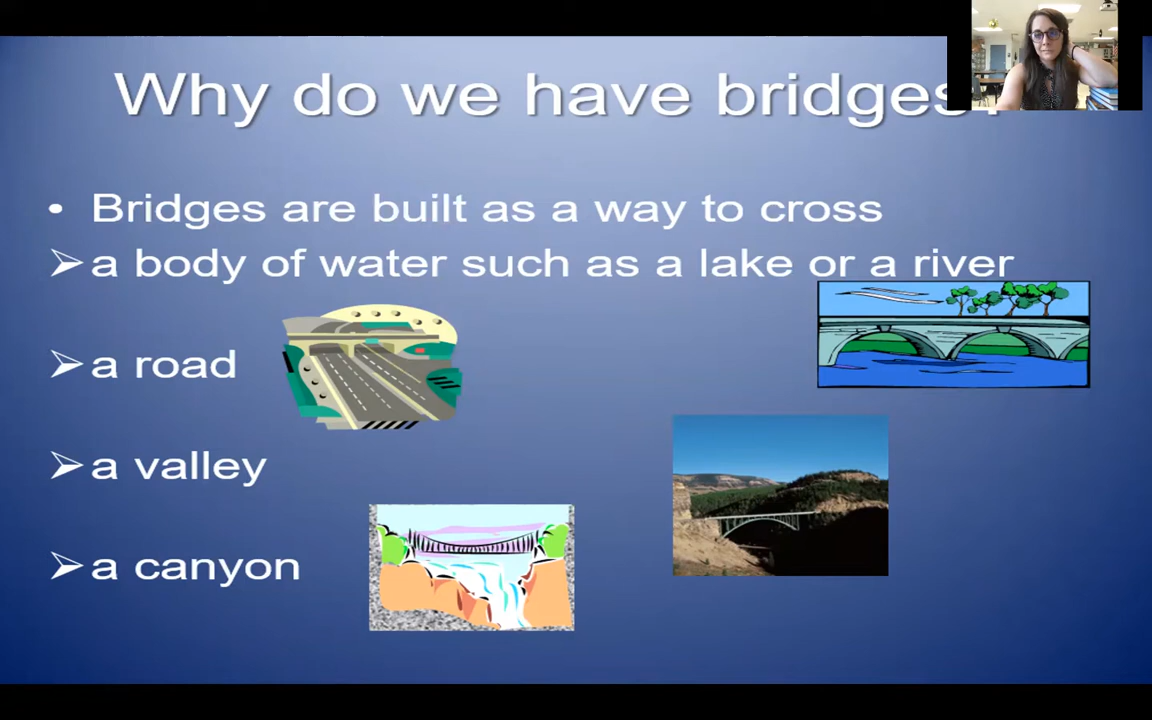 Why do we have bridges?
• Bridges are built as a way to cross
➢ a body of water such as a lake or a river
➢ a road
➢ a valley
➢ a canyon